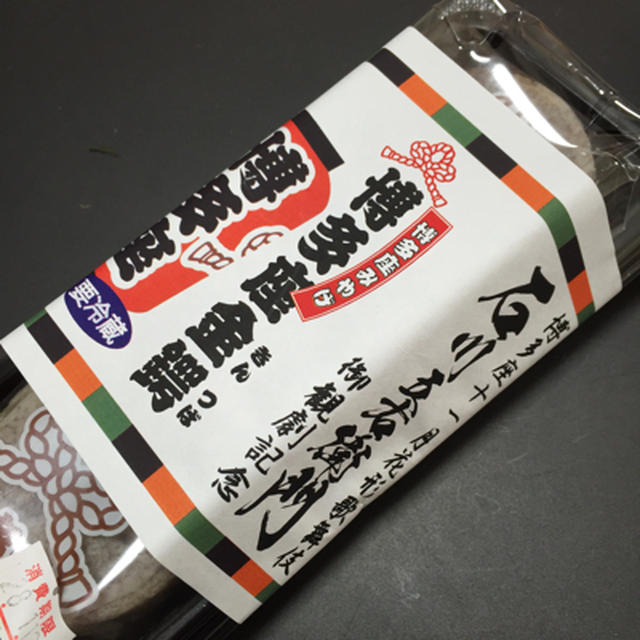 博多座十一月花形歌舞伎
石川五右衛門
御観劇記念
博多座みやげ
博多座金鍔
きんつば
博多座
要冷蔵
消費期限